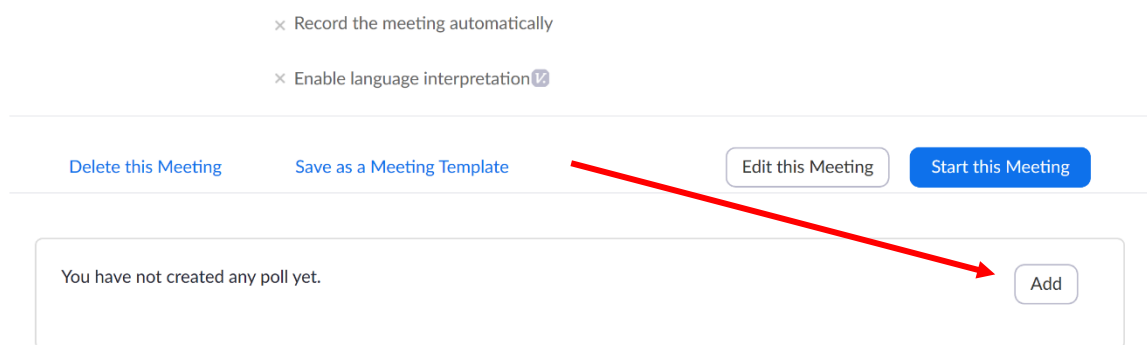 Record the meeting automatically
Enable language interpretation
Delete this Meeting Save as a Meeting Template Edit this Meeting Start this Meeting
You have not created any poll yet. Add